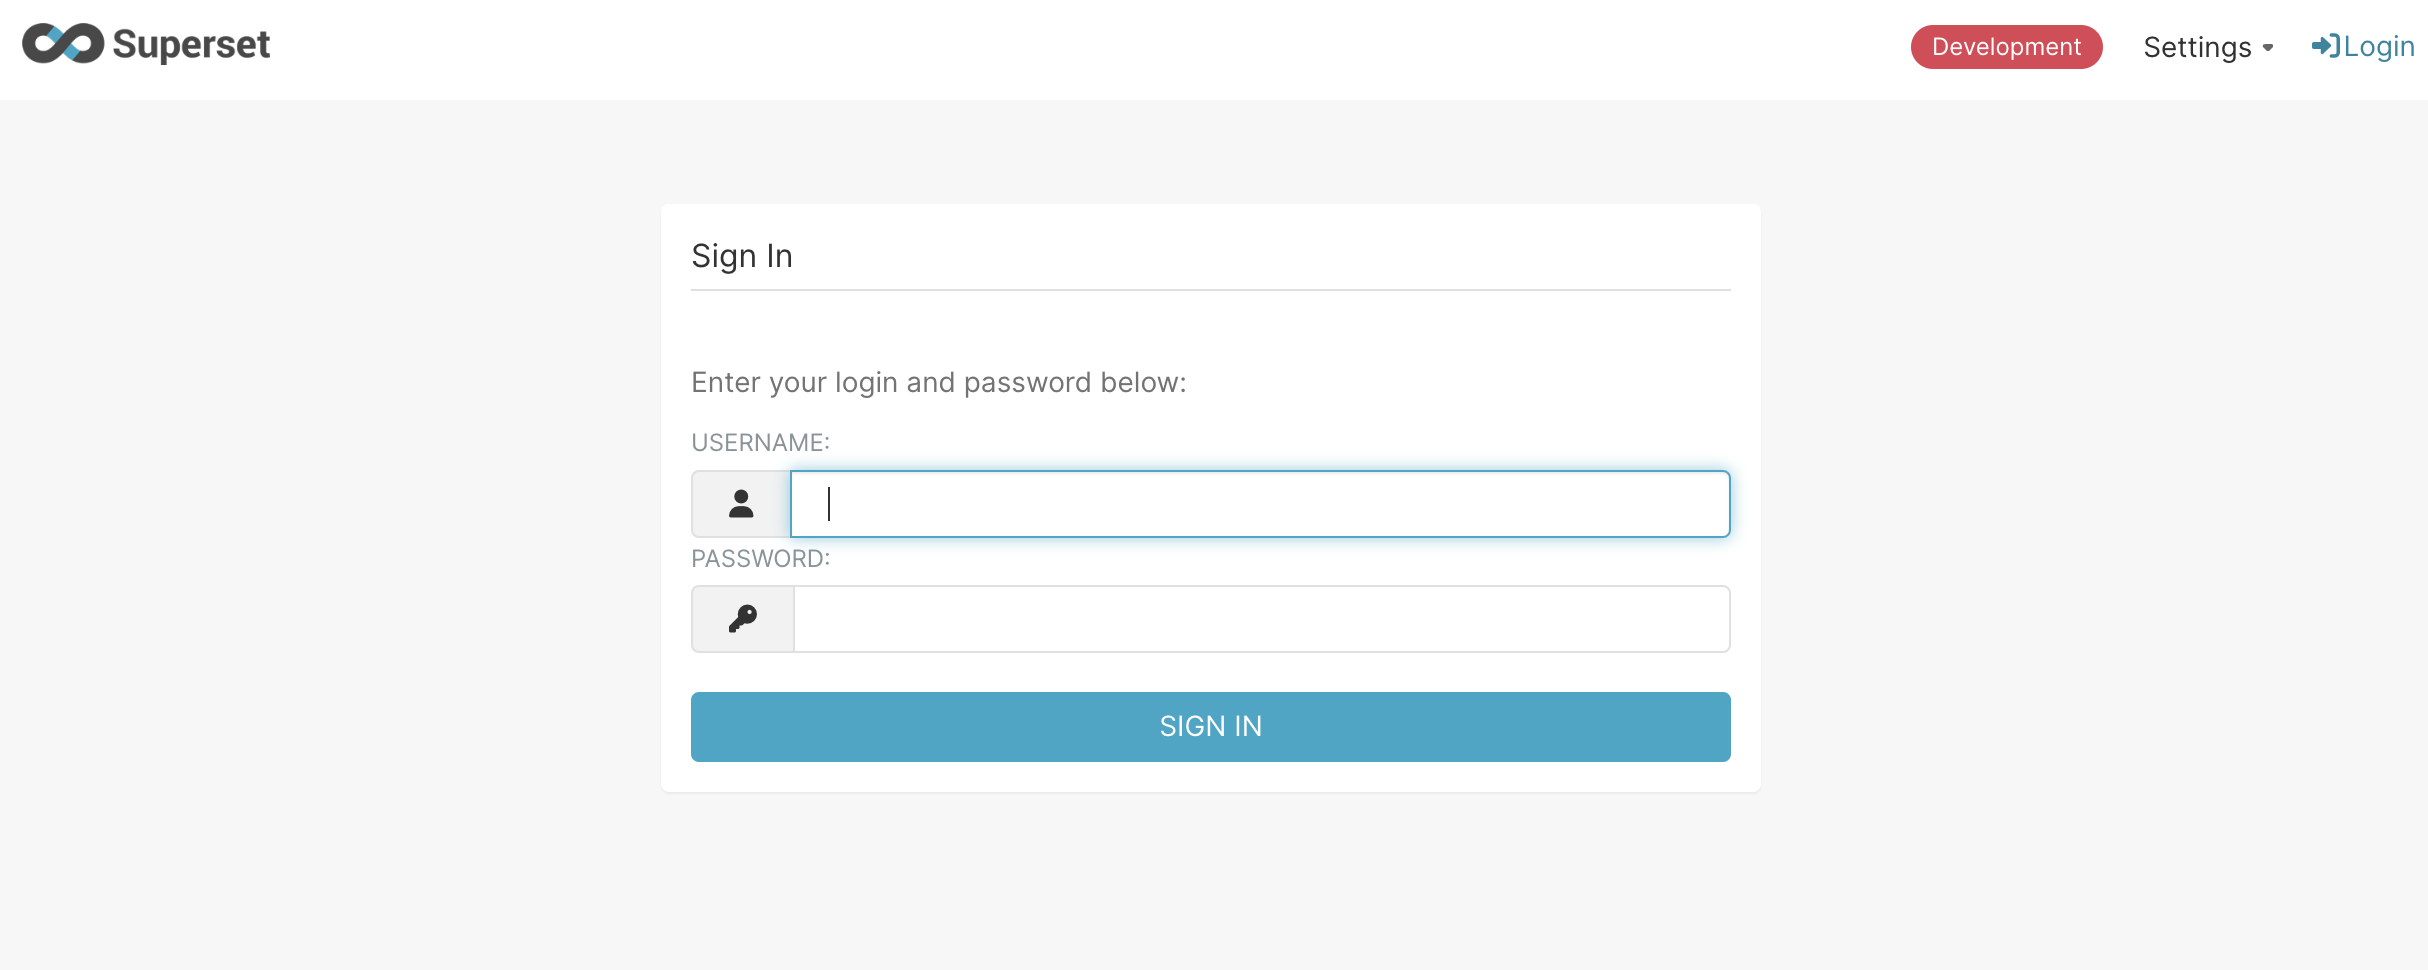 Superset
Development Settings Login
Sign In
Enter your login and password below:
USERNAME:
PASSWORD:
SIGN IN